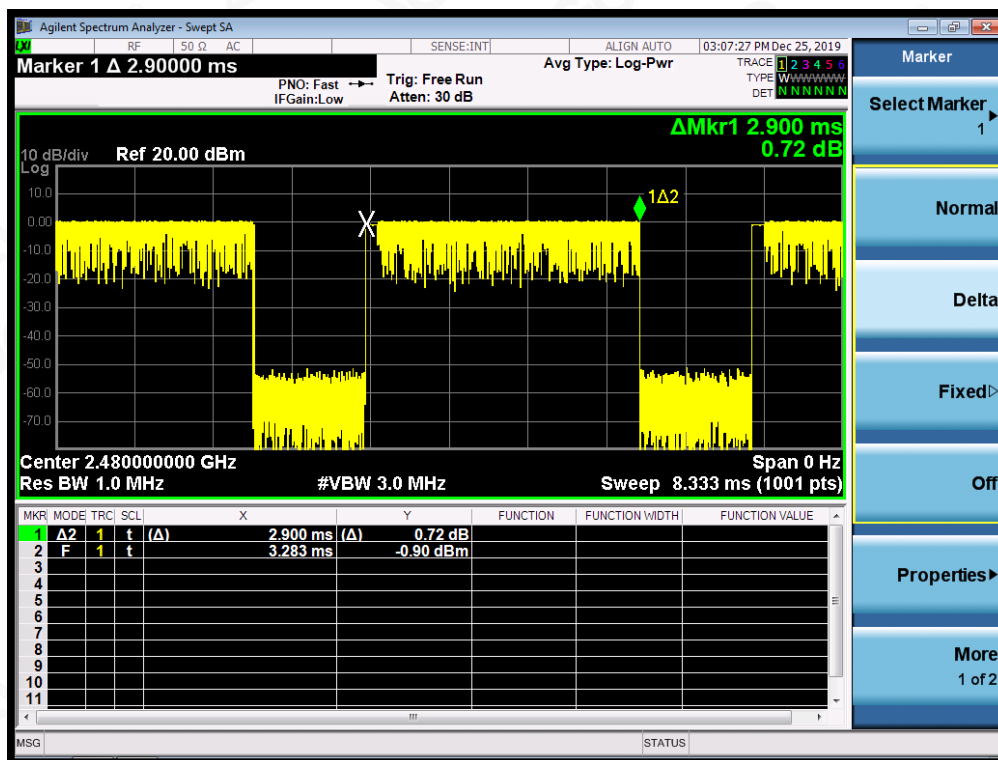 Agilent Spectrum Analyzer - Swept SA
LXI RF 50 Ω AC SENSE:INT ALIGN AUTO 03:07:27 PM Dec 25, 2019
Marker 1 Δ 2.90000 ms
PNO: Fast
IFGain:Low
Trig: Free Run
Atten: 30 dB
Avg Type: Log-Pwr
TRACE 1 2 3 4 5 6
TYPE WWWWWW
DET N N N N N N
ΔMkr1 2.900 ms
0.72 dB
10 dB/div Ref 20.00 dBm
Log
10.0
0.00
-10.0
-20.0
-30.0
-40.0
-50.0
-60.0
-70.0
1Δ2
Center 2.480000000 GHz Span 0 Hz
Res BW 1.0 MHz #VBW 3.0 MHz Sweep 8.333 ms (1001 pts)
MKR MODE TRC SCL X Y FUNCTION FUNCTION WIDTH FUNCTION VALUE
1 Δ2 1 t (Δ) 2.900 ms (Δ) 0.72 dB
2 F 1 t 3.283 ms -0.90 dBm
3
4
5
6
7
8
9
10
11
MSG STATUS
Marker
Select Marker
1
Normal
Delta
Fixed
Off
Properties
More
1 of 2